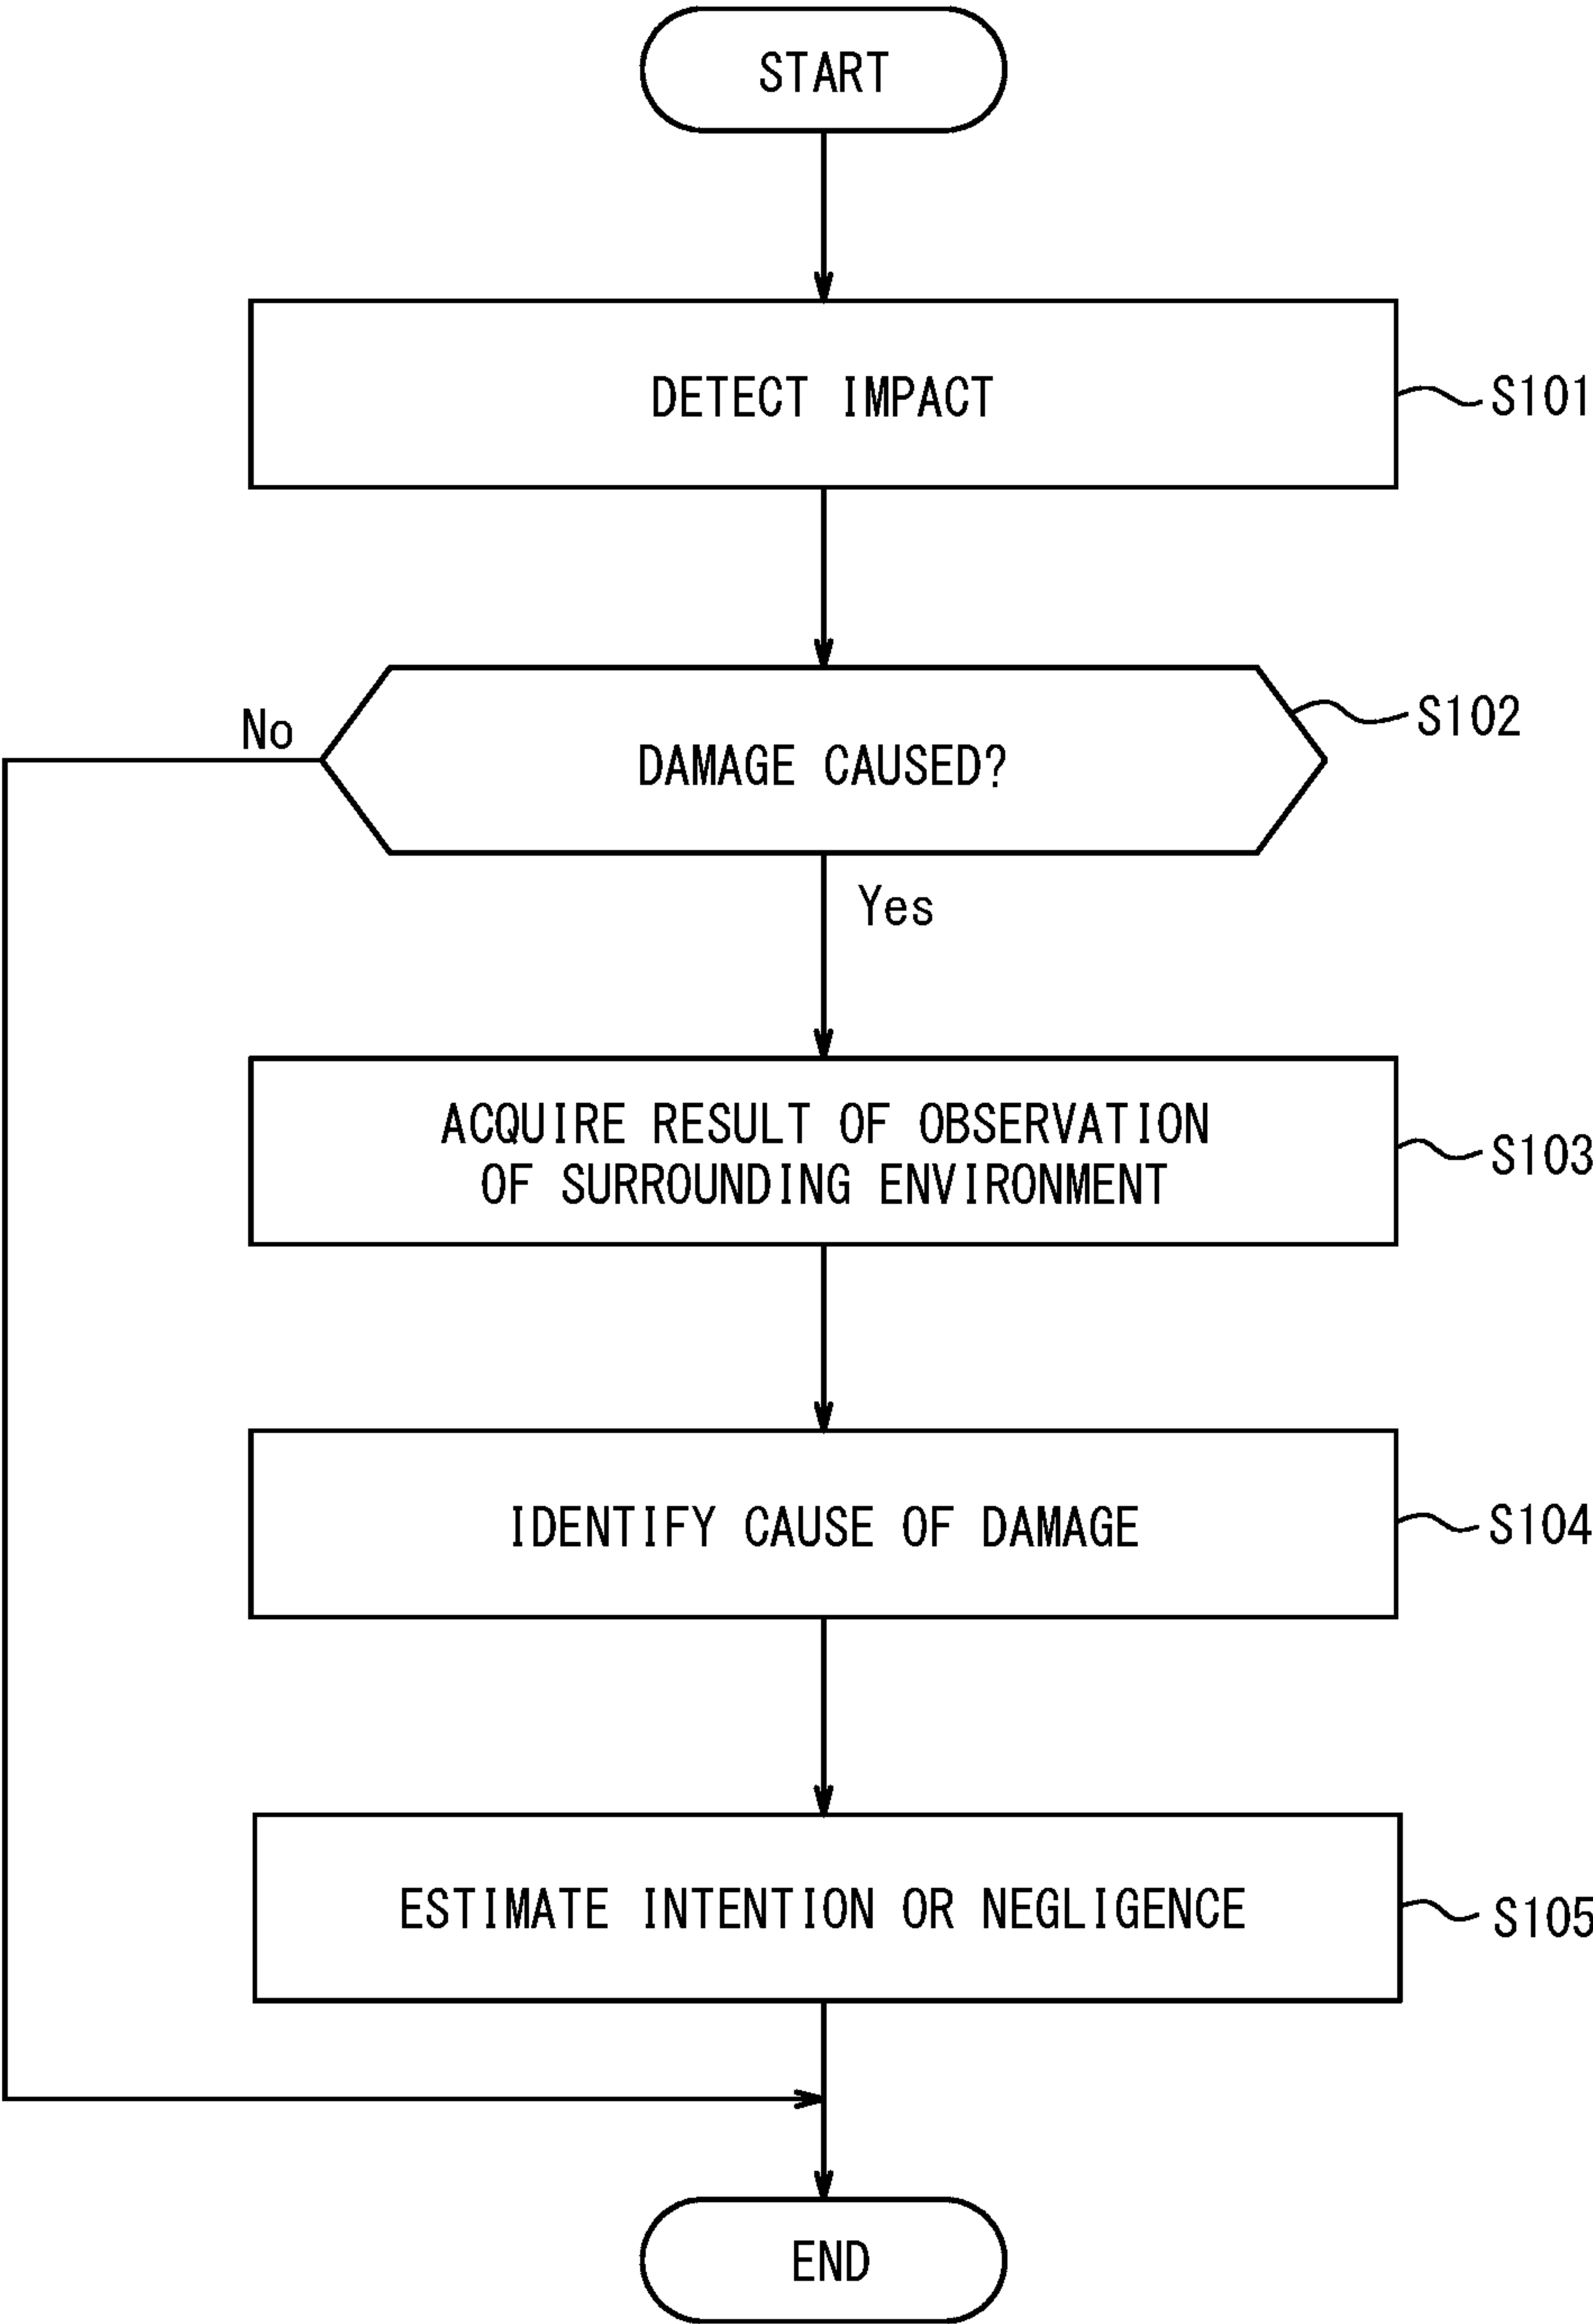 START
DETECT IMPACT
S101
No
DAMAGE CAUSED?
S102
Yes
ACQUIRE RESULT OF OBSERVATION
OF SURROUNDING ENVIRONMENT
S103
IDENTIFY CAUSE OF DAMAGE
S104
ESTIMATE INTENTION OR NEGLIGENCE
S105
END